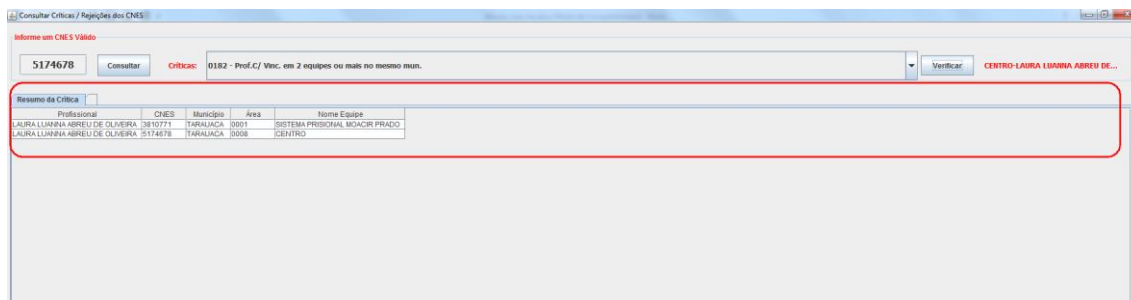 Consultar Críticas / Rejeições dos CNES
Informe um CNES Válido
5174678 Consultar Críticas: 0182 - Prof.C/ Vinc. em 2 equipes ou mais no mesmo mun. Verificar CENTRO-LAURA LUANNA ABREU DE...
Resumo da Crítica
Profissional CNES Município Área Nome Equipe
LAURA LUANNA ABREU DE OLIVEIRA 3810771 TARAUACA 0001 SISTEMA PRISIONAL MOACIR PRADO
LAURA LUANNA ABREU DE OLIVEIRA 5174678 TARAUACA 0008 CENTRO